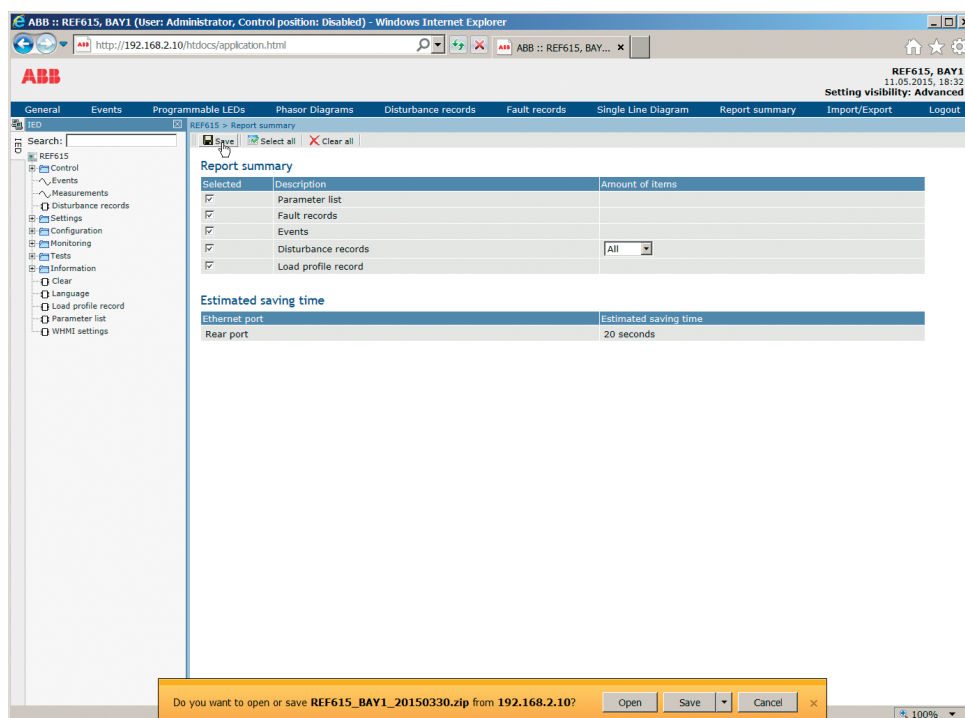 ABB :: REF615, BAY1 (User: Administrator, Control position: Disabled) - Windows Internet Explorer
http://192.168.2.10/htdocs/application.html
ABB :: REF615, BAY...
ABB
REF615, BAY1
11.05.2015, 18:32
Setting visibility: Advanced
General Events Programmable LEDs Phasor Diagrams Disturbance records Fault records Single Line Diagram Report summary Import/Export Logout
IED
REF615 > Report summary
IED
Search:
Save Select all Clear all
REF615
Control
Events
Measurements
Disturbance records
Settings
Configuration
Monitoring
Tests
Information
Clear
Language
Load profile record
Parameter list
WHMI settings
Report summary
Selected Description Amount of items
Parameter list
Fault records
Events
Disturbance records All
Load profile record
Estimated saving time
Ethernet port Estimated saving time
Rear port 20 seconds
Do you want to open or save REF615_BAY1_20150330.zip from 192.168.2.10? Open Save Cancel
100%